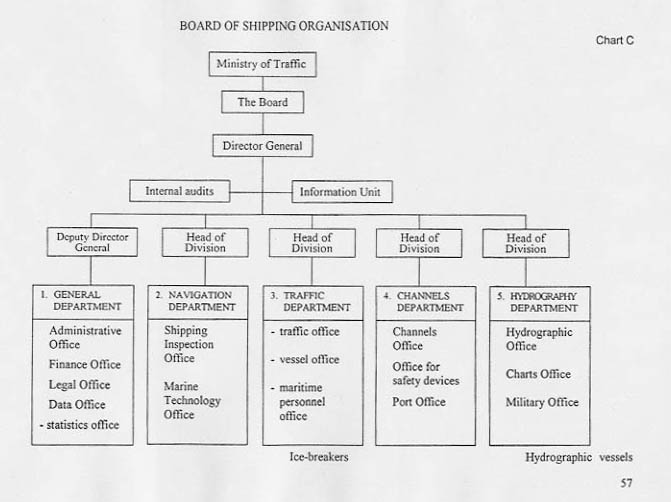 BOARD OF SHIPPING ORGANISATION
Chart C
Ministry of Traffic
The Board
Director General
Internal audits
Information Unit
Deputy Director
General
Head of
Division
Head of
Division
Head of
Division
Head of
Division
1. GENERAL
DEPARTMENT
Administrative
Office
Finance Office
Legal Office
Data Office
- statistics office
2. NAVIGATION
DEPARTMENT
Shipping
Inspection
Office
Marine
Technology
Office
3. TRAFFIC
DEPARTMENT
- traffic office
- vessel office
- maritime
personnel
office
4. CHANNELS
DEPARTMENT
Channels
Office
Office for
safety devices
Port Office
5. HYDROGRAPHY
DEPARTMENT
Hydrographic
Office
Charts Office
Military Office
Ice-breakers
Hydrographic vessels
57